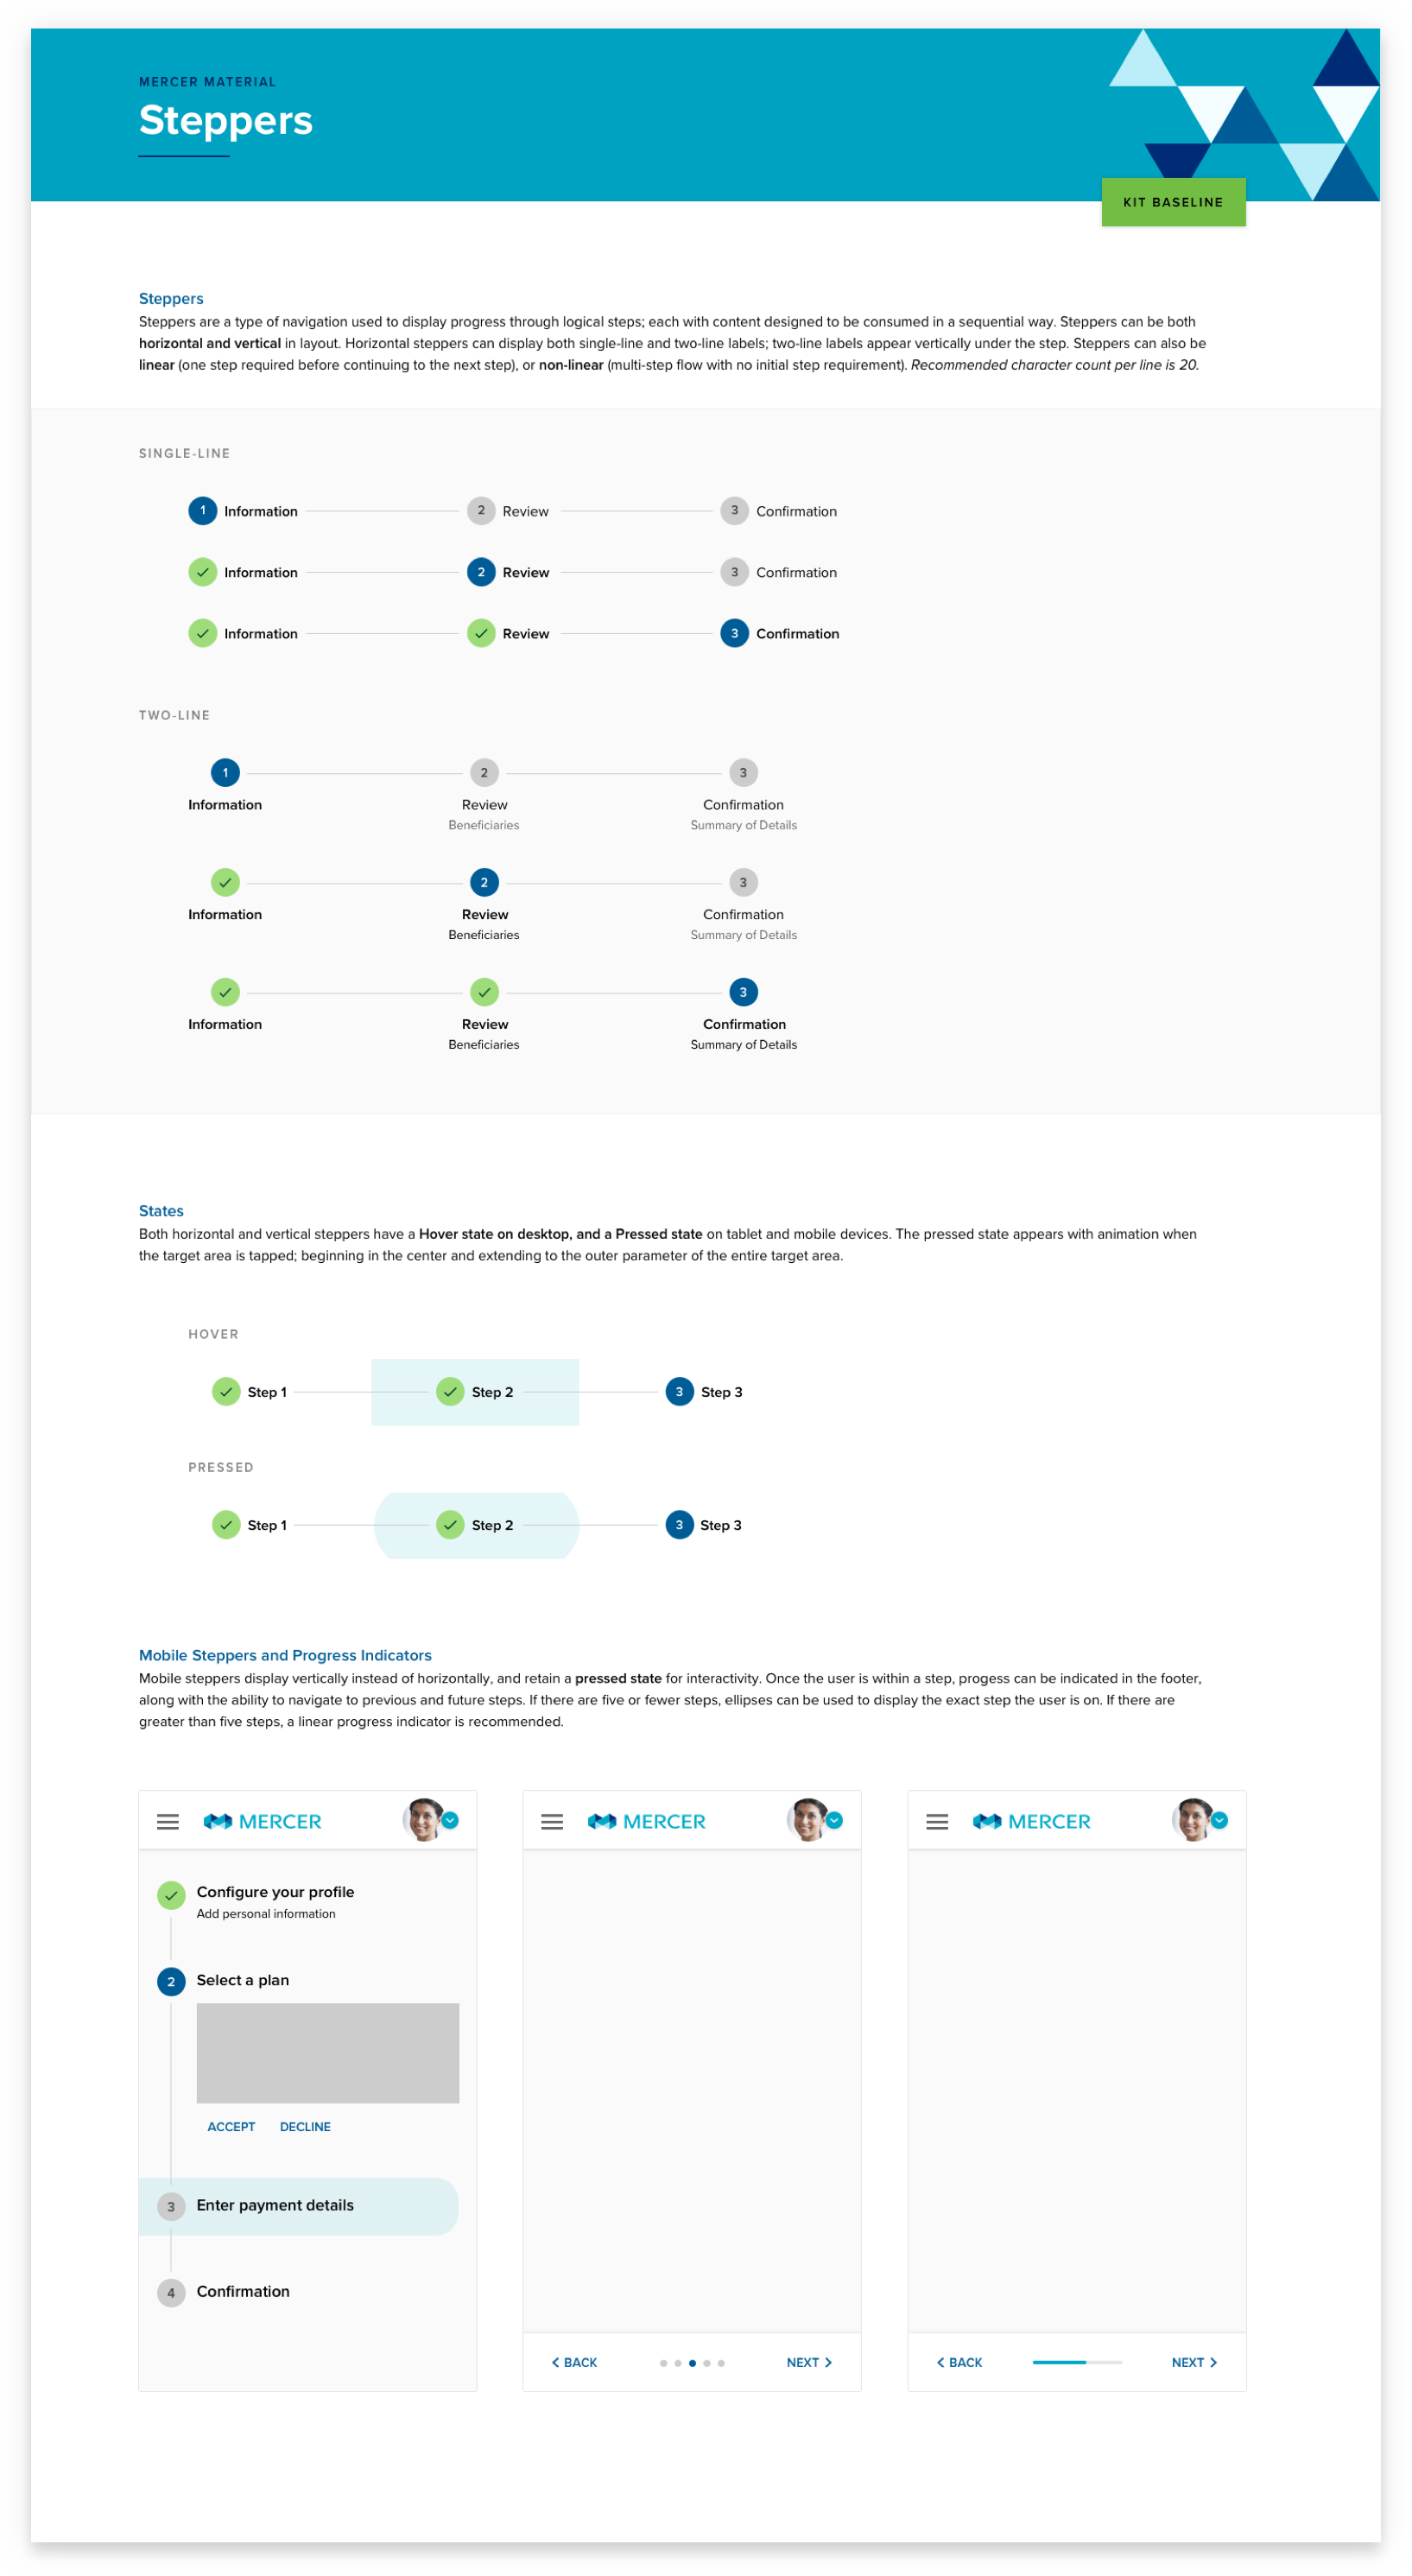 MERCER MATERIAL
Steppers
KIT BASELINE
Steppers
Steppers are a type of navigation used to display progress through logical steps; each with content designed to be consumed in a sequential way. Steppers can be both
horizontal and vertical in layout. Horizontal steppers can display both single-line and two-line labels; two-line labels appear vertically under the step. Steppers can also be
linear (one step required before continuing to the next step), or non-linear (multi-step flow with no initial step requirement). Recommended character count per line is 20.
SINGLE-LINE
1 Information 2 Review 3 Confirmation
Information 2 Review 3 Confirmation
Information Review 3 Confirmation
TWO-LINE
1 2 3
Information Review Confirmation
Beneficiaries Summary of Details
2 3
Information Review Confirmation
Beneficiaries Summary of Details
3
Information Review Confirmation
Beneficiaries Summary of Details
States
Both horizontal and vertical steppers have a Hover state on desktop, and a Pressed state on tablet and mobile devices. The pressed state appears with animation when
the target area is tapped; beginning in the center and extending to the outer parameter of the entire target area.
HOVER
Step 1 Step 2 3 Step 3
PRESSED
Step 1 Step 2 3 Step 3
Mobile Steppers and Progress Indicators
Mobile steppers display vertically instead of horizontally, and retain a pressed state for interactivity. Once the user is within a step, progess can be indicated in the footer,
along with the ability to navigate to previous and future steps. If there are five or fewer steps, ellipses can be used to display the exact step the user is on. If there are
greater than five steps, a linear progress indicator is recommended.
MERCER
Configure your profile
Add personal information
2 Select a plan
ACCEPT DECLINE
3 Enter payment details
4 Confirmation
MERCER
BACK NEXT
MERCER
BACK NEXT